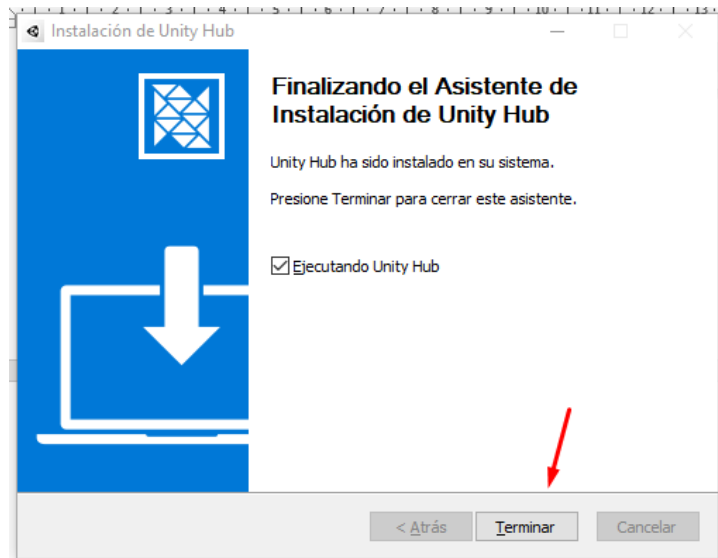 Instalación de Unity Hub
Finalizando el Asistente de
Instalación de Unity Hub
Unity Hub ha sido instalado en su sistema.
Presione Terminar para cerrar este asistente.
Ejecutando Unity Hub
< Atrás Terminar Cancelar